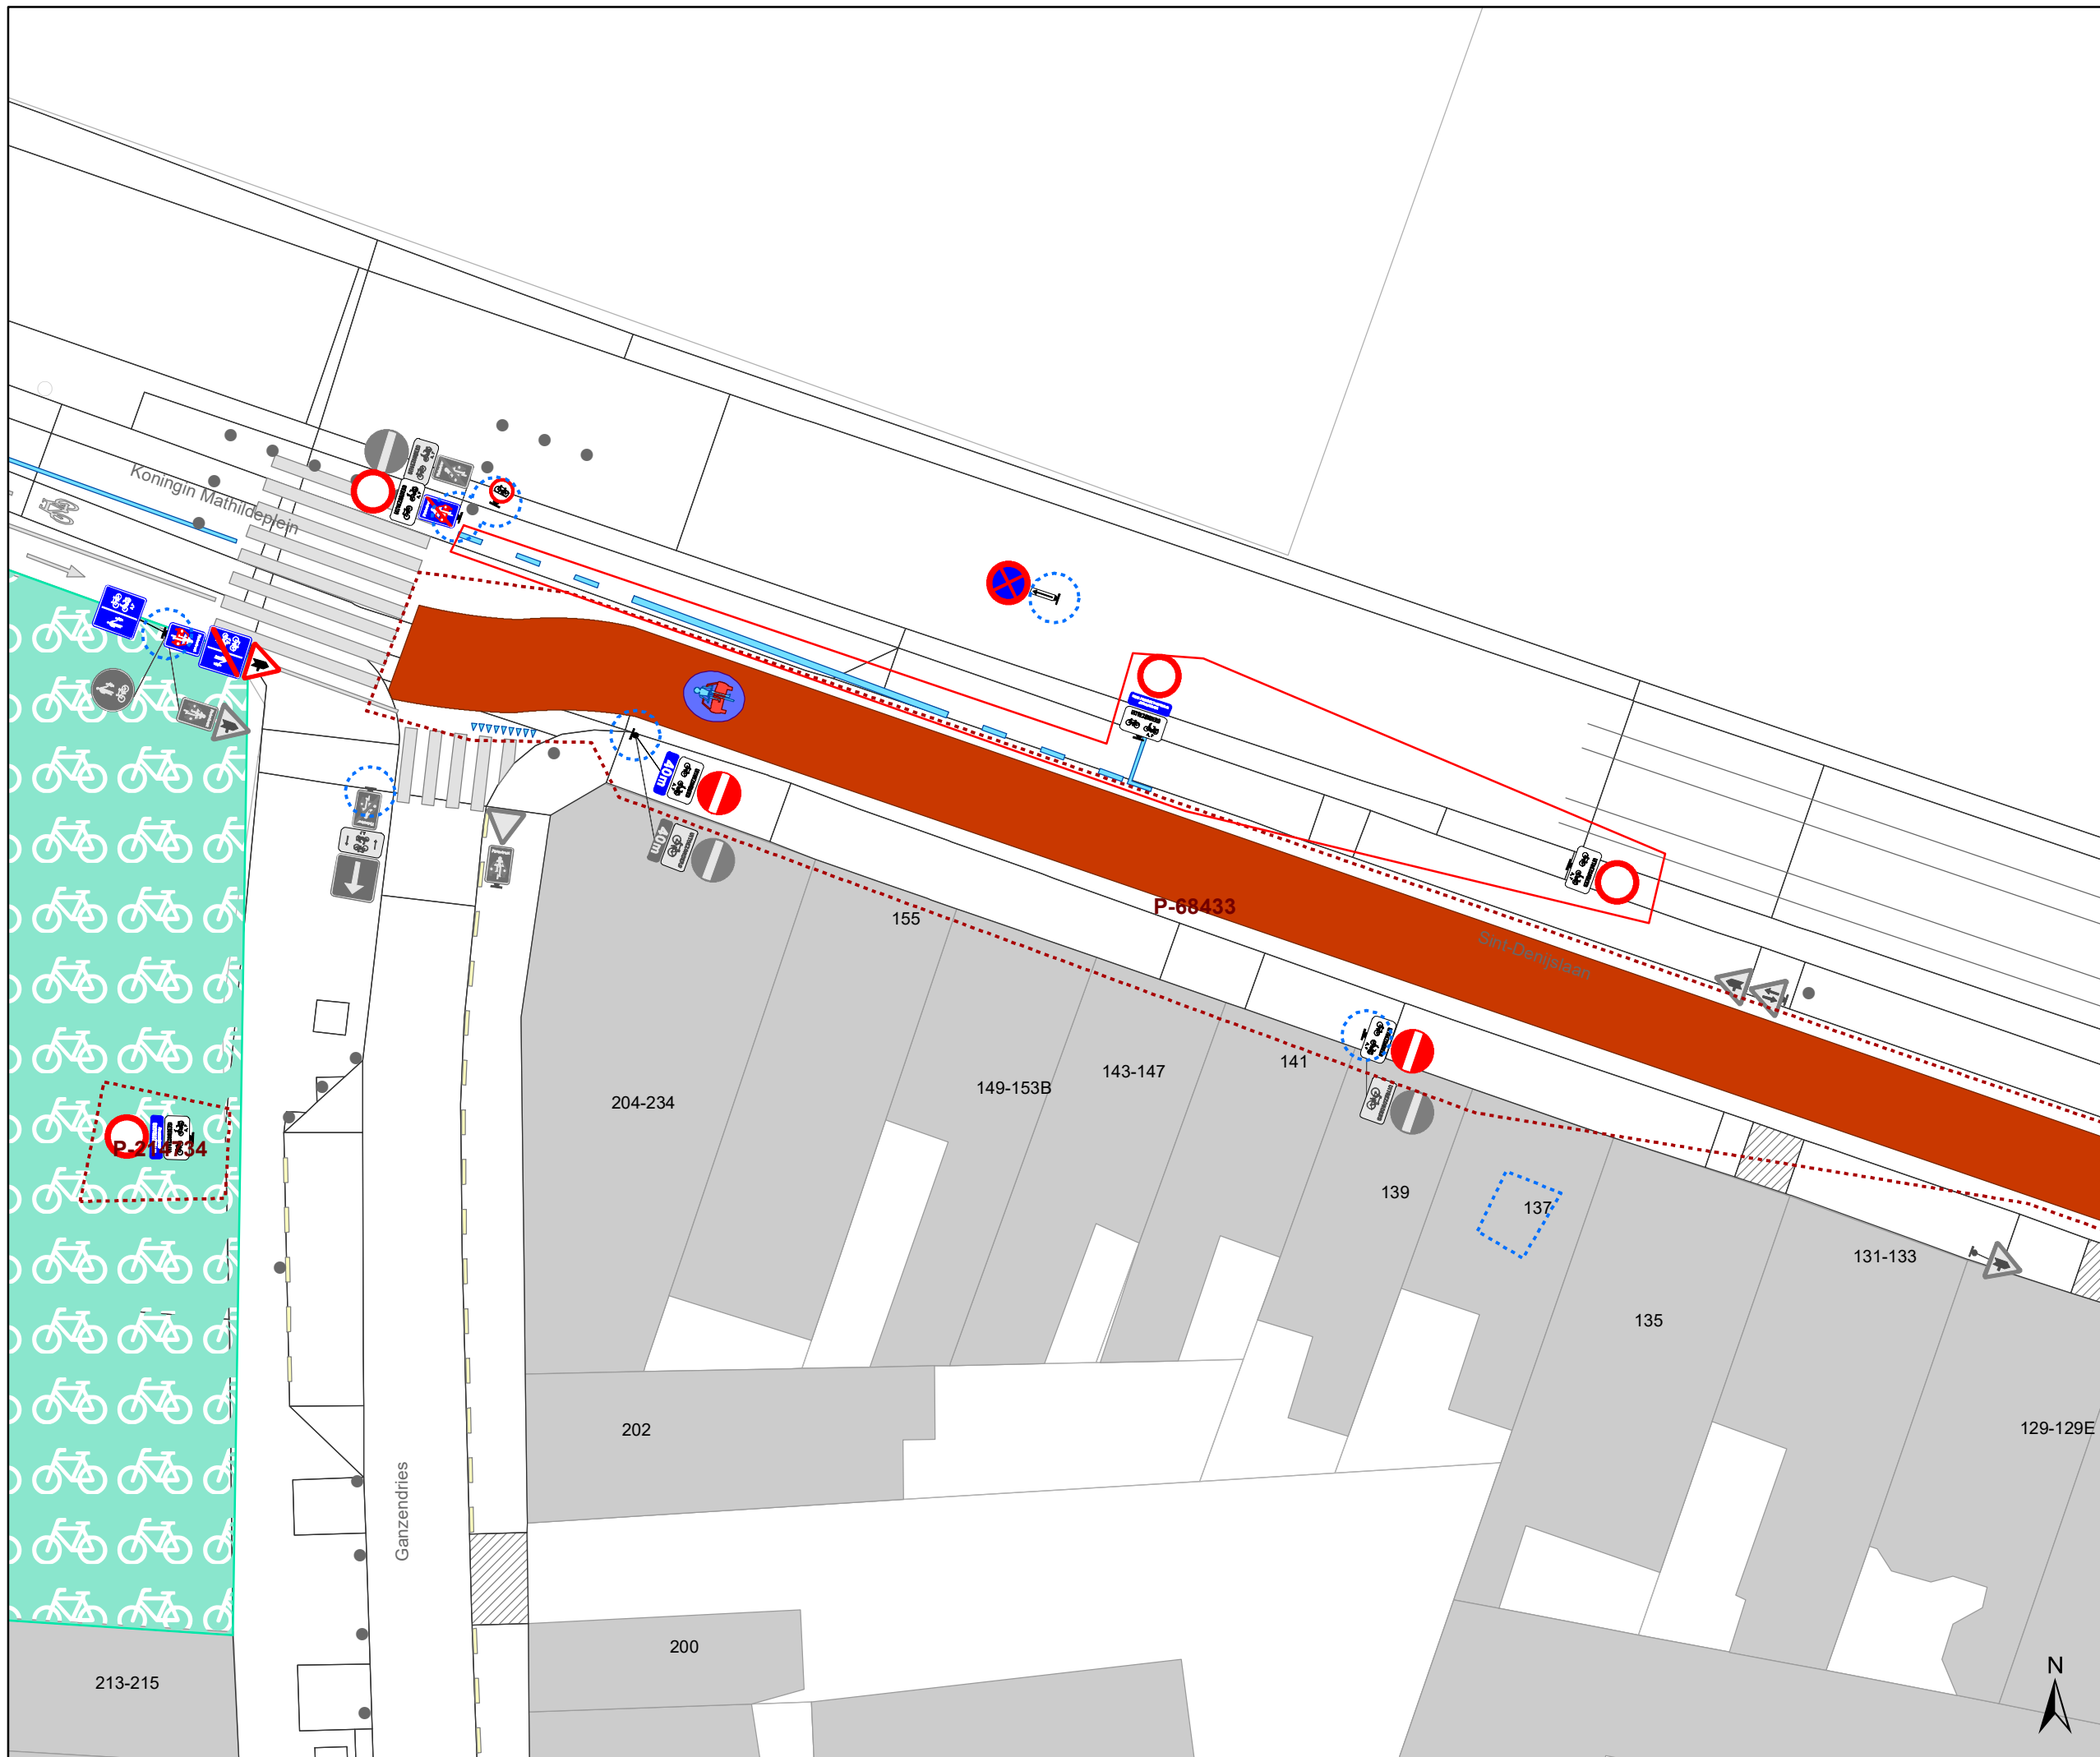 Koningin Mathildeplein
40m
40m
155
P-68433
Sint-Denijslaan
141
143-147
149-153B
204-234
P-214734
139
137
131-133
135
129-129E
202
Ganzendries
200
213-215
N